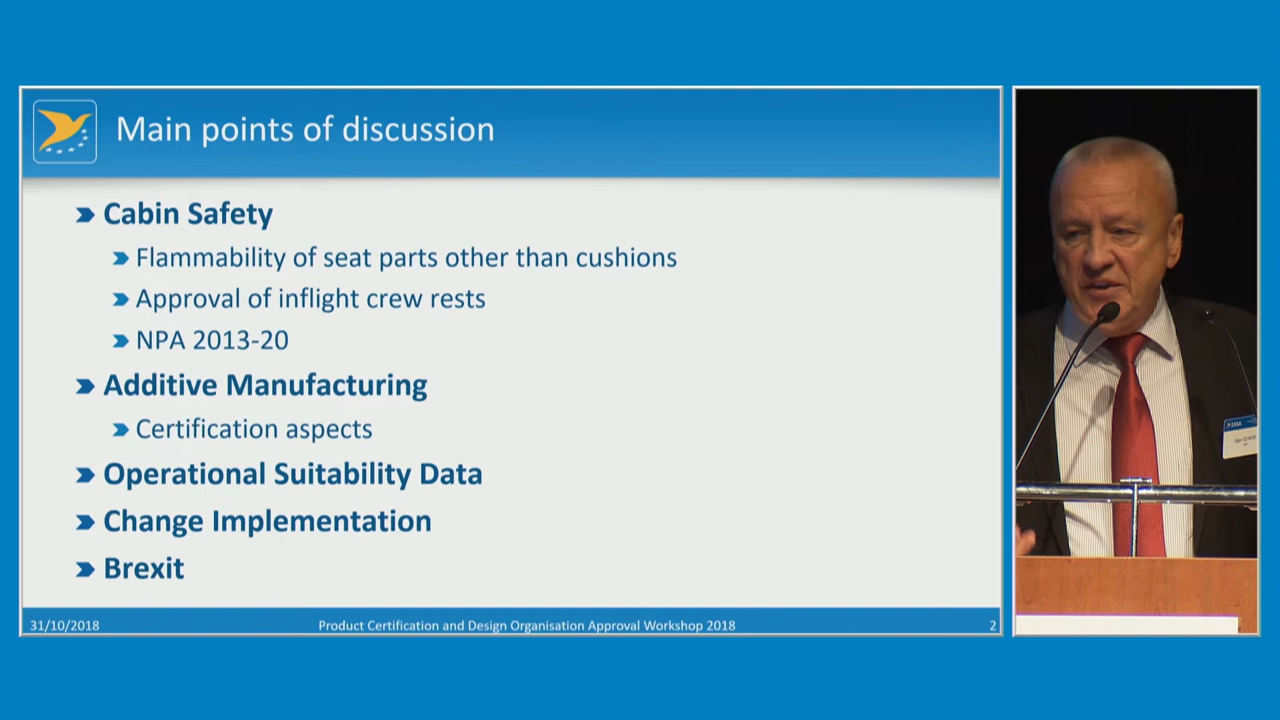 Main points of discussion
Cabin Safety
Flammability of seat parts other than cushions
Approval of inflight crew rests
NPA 2013-20
Additive Manufacturing
Certification aspects
Operational Suitability Data
Change Implementation
Brexit
31/10/2018
Product Certification and Design Organisation Approval Workshop 2018
2
EASA